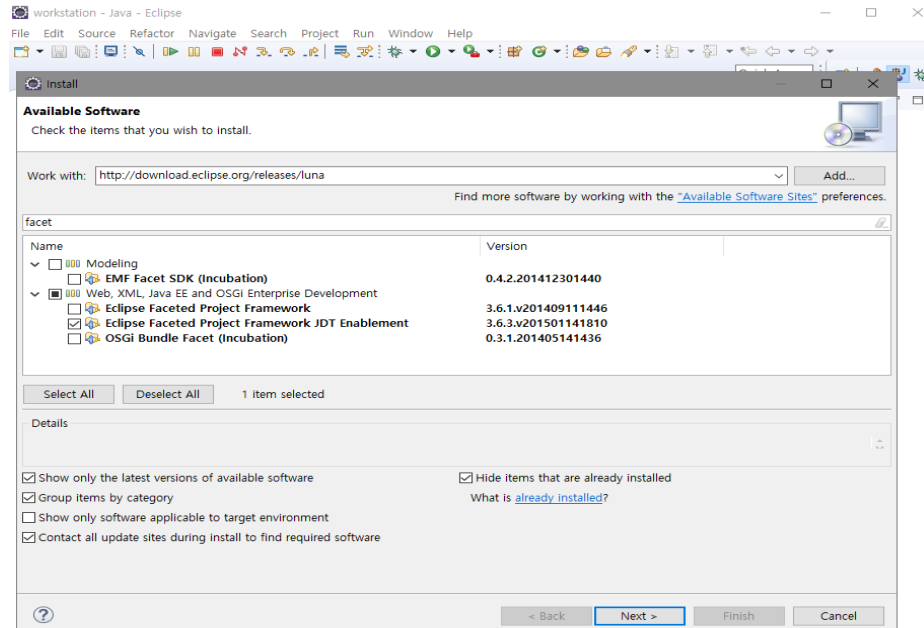 workstation - Java - Eclipse
File Edit Source Refactor Navigate Search Project Run Window Help
Install
Available Software
Check the items that you wish to install.
Work with: http://download.eclipse.org/releases/luna Add...
Find more software by working with the "Available Software Sites" preferences.
facet
Name Version
Modeling
EMF Facet SDK (Incubation) 0.4.2.201412301440
Web, XML, Java EE and OSGi Enterprise Development
Eclipse Faceted Project Framework 3.6.1.v201409111446
Eclipse Faceted Project Framework JDT Enablement 3.6.3.v201501141810
OSGi Bundle Facet (Incubation) 0.3.1.201405141436
Select All Deselect All 1 item selected
Details
Show only the latest versions of available software Hide items that are already installed
Group items by category What is already installed?
Show only software applicable to target environment
Contact all update sites during install to find required software
< Back Next > Finish Cancel